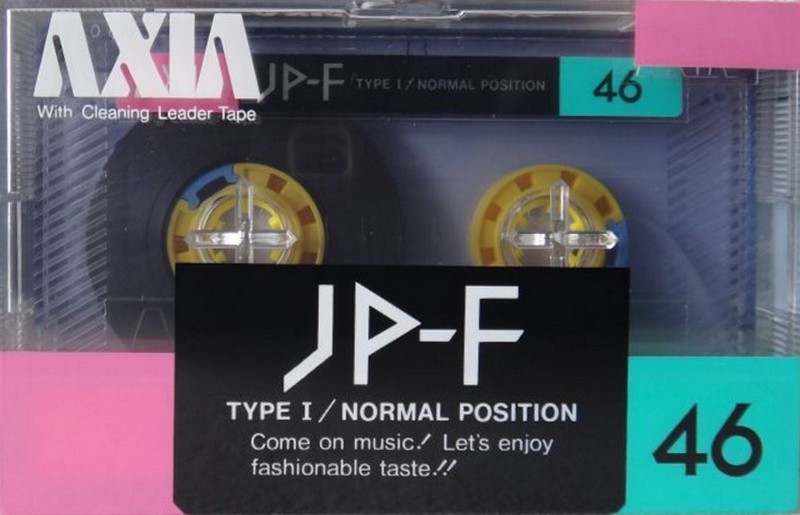 AXIA
With Cleaning Leader Tape
JP-F TYPE I/NORMAL POSITION 46
JP-F
TYPE I/NORMAL POSITION
Come on music! Let's enjoy
fashionable taste!!
46